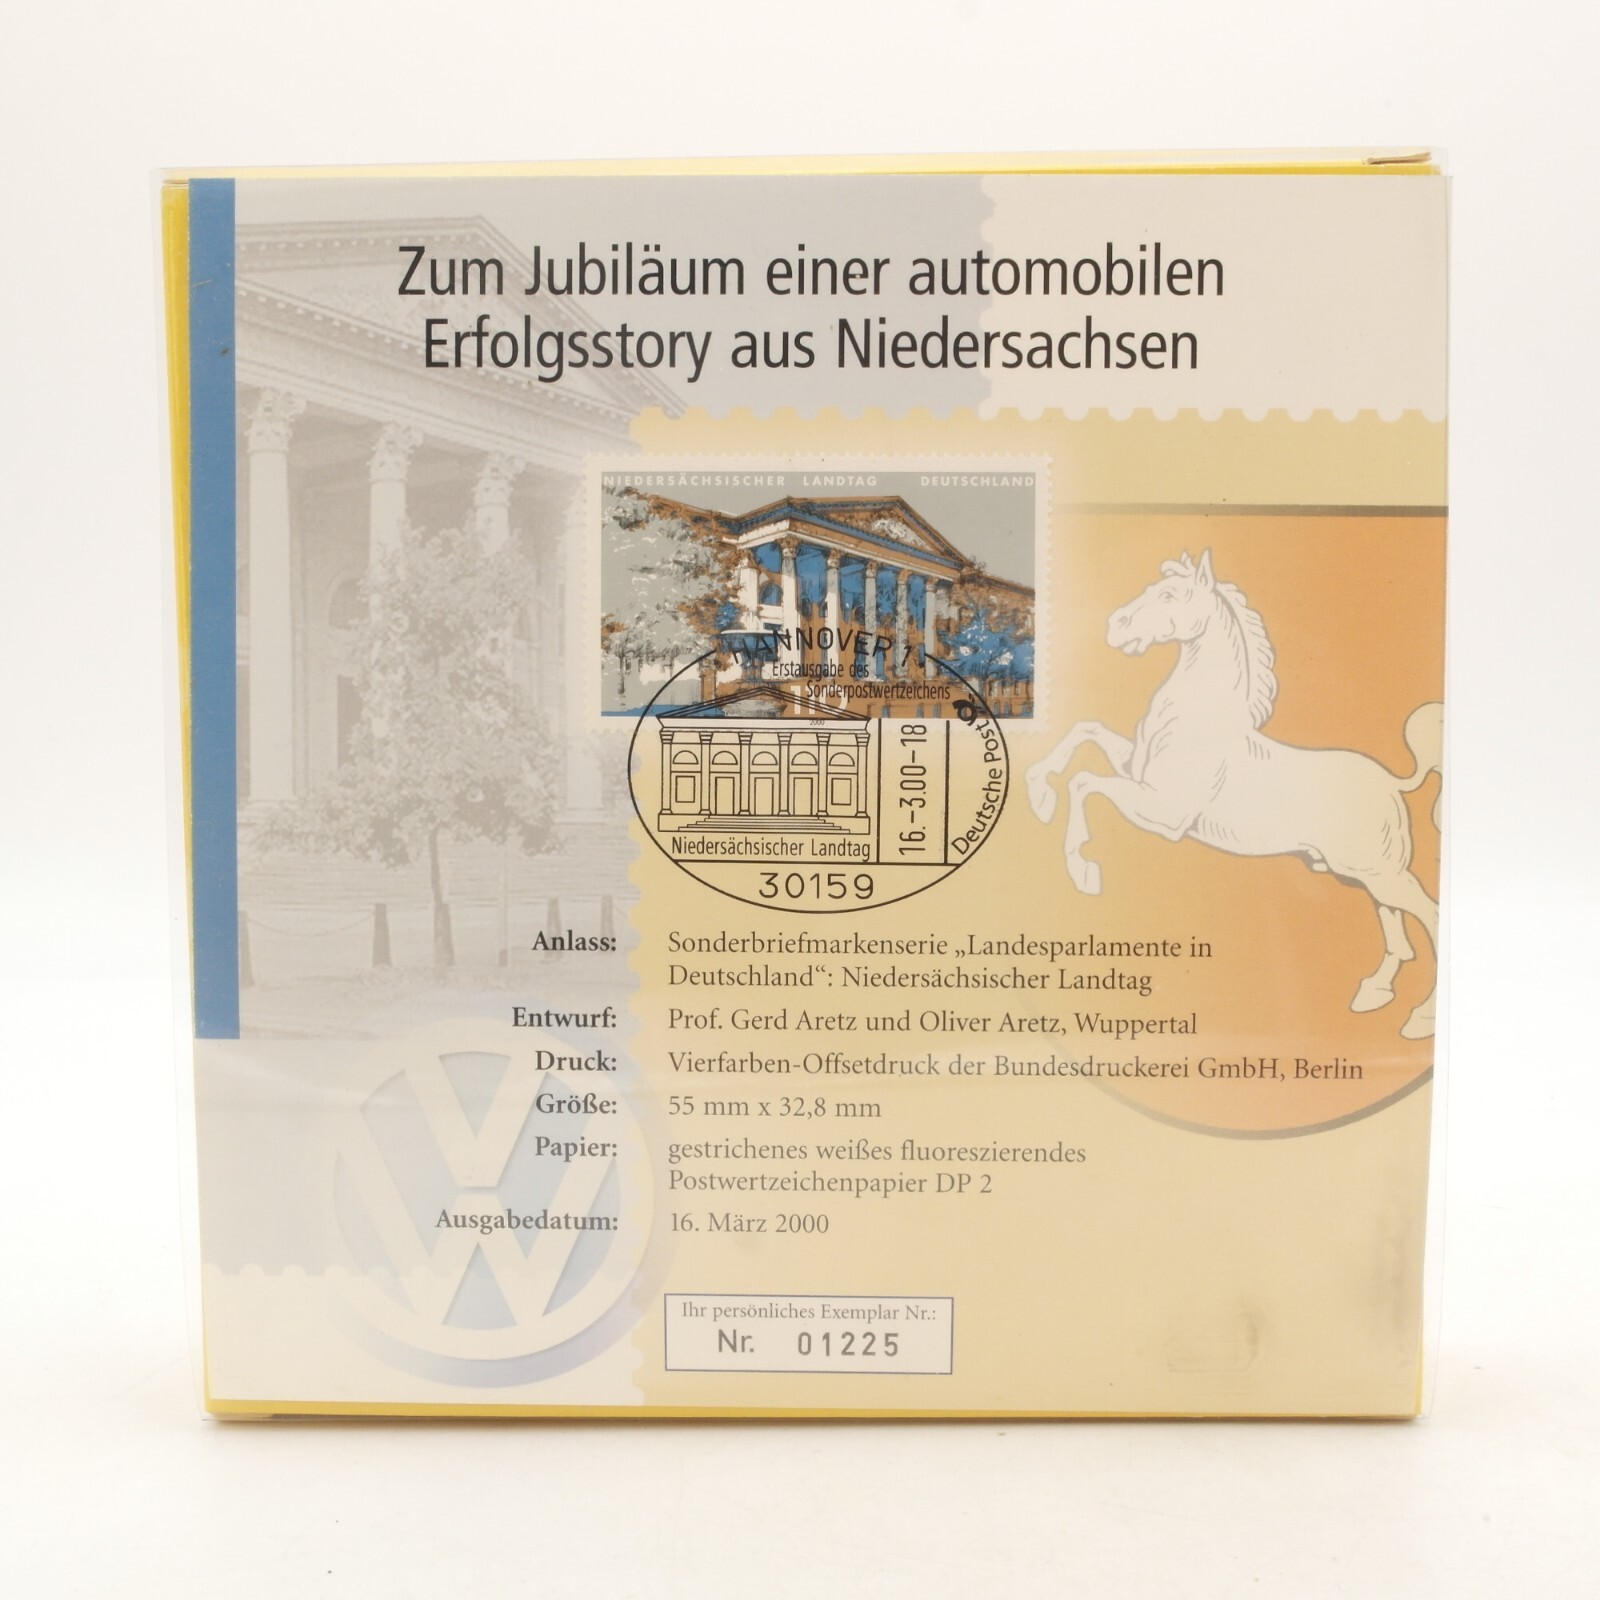 Zum Jubiläum einer automobilen
Erfolgsstory aus Niedersachsen
NIEDERSÄCHSISCHER LANDTAG DEUTSCHLAND
HANNOVER 1
Erstausgabe des
Sonderpostwertzeichens
110
2000
16.-3.00-18
Deutsche Post
Niedersächsischer Landtag
30159
Anlass: Sonderbriefmarkenserie „Landesparlamente in
Deutschland“: Niedersächsischer Landtag
Entwurf: Prof. Gerd Aretz und Oliver Aretz, Wuppertal
Druck: Vierfarben-Offsetdruck der Bundesdruckerei GmbH, Berlin
Größe: 55 mm x 32,8 mm
Papier: gestrichenes weißes fluoreszierendes
Postwertzeichenpapier DP 2
Ausgabedatum: 16. März 2000
Ihr persönliches Exemplar Nr.:
Nr. 01225